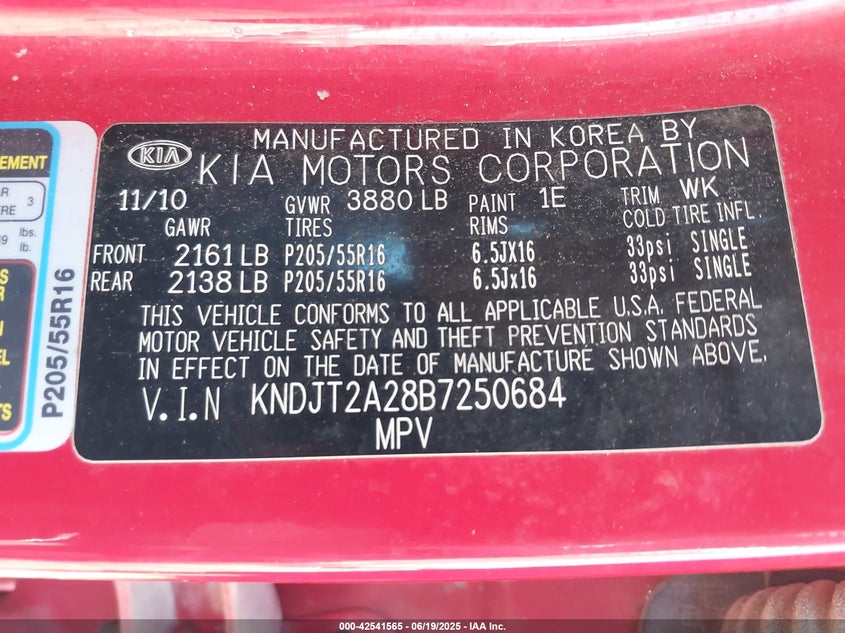 MANUFACTURED IN KOREA BY
KIA KIA MOTORS CORPORATION
11/10 GVWR 3880 LB PAINT 1E TRIM WK
GAWR TIRES RIMS COLD TIRE INFL.
FRONT 2161 LB P205/55R16 6.5JX16 33psi SINGLE
REAR 2138 LB P205/55R16 6.5Jx16 33psi SINGLE
THIS VEHICLE CONFORMS TO ALL APPLICABLE U.S.A. FEDERAL
MOTOR VEHICLE SAFETY AND THEFT PREVENTION STANDARDS
IN EFFECT ON THE DATE OF MANUFACTURE SHOWN ABOVE.
V.I.N KNDJT2A28B7250684
MPV
3
lbs.
lb.
P205/55R16
000-42541565 - 06/19/2025 - IAA Inc.